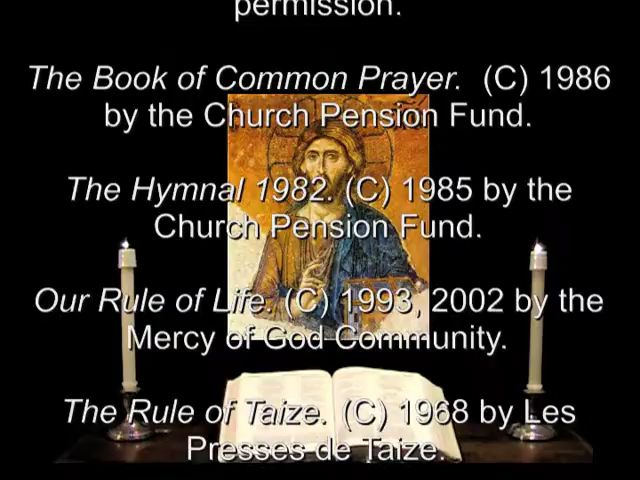 permission.
The Book of Common Prayer. (C) 1986
by the Church Pension Fund.
The Hymnal 1982. (C) 1985 by the
Church Pension Fund.
Our Rule of Life. (C) 1993, 2002 by the
Mercy of God Community.
The Rule of Taize. (C) 1968 by Les
Presses de Taize.